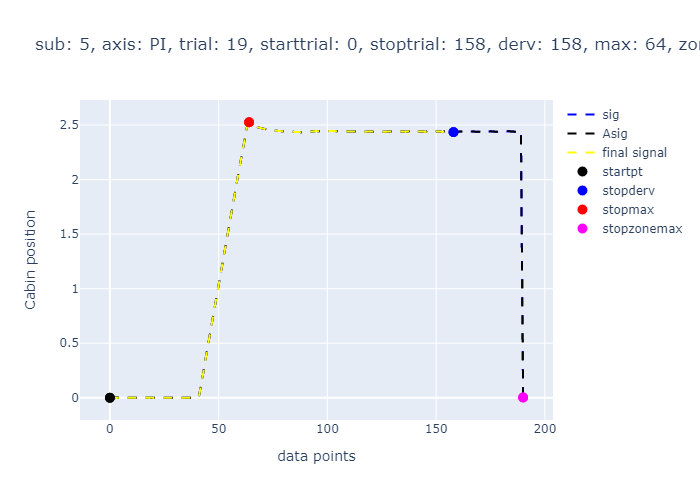 sub: 5, axis: PI, trial: 19, starttrial: 0, stoptrial: 158, derv: 158, max: 64, zo
2.5
2
1.5
1
0.5
0
0
50
100
150
200
Cabin position
data points
sig
Asig
final signal
startpt
stopderv
stopmax
stopzonemax